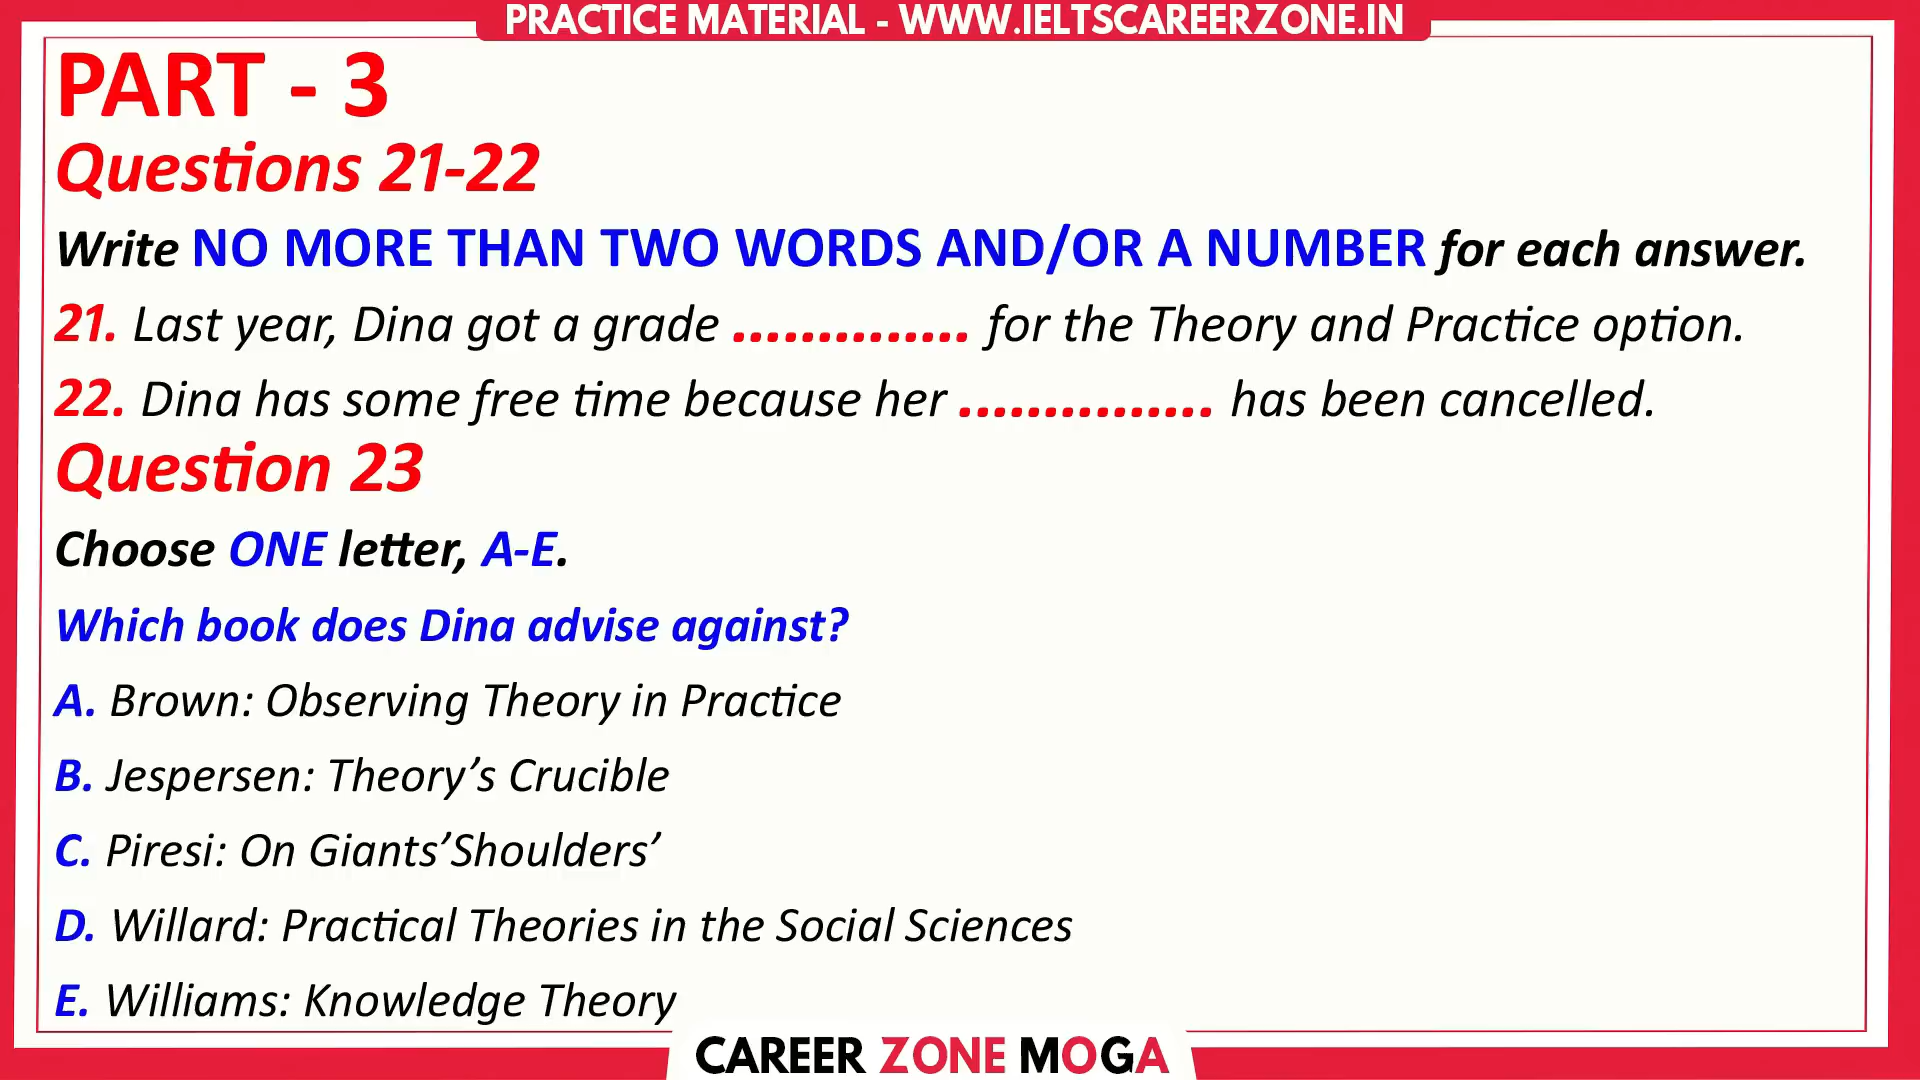 PRACTICE MATERIAL - WWW.IELTSCAREERZONE.IN
PART - 3
Questions 21-22
Write NO MORE THAN TWO WORDS AND/OR A NUMBER for each answer.
21. Last year, Dina got a grade .............. for the Theory and Practice option.
22. Dina has some free time because her ............... has been cancelled.
Question 23
Choose ONE letter, A-E.
Which book does Dina advise against?
A. Brown: Observing Theory in Practice
B. Jespersen: Theory’s Crucible
C. Piresi: On Giants’Shoulders’
D. Willard: Practical Theories in the Social Sciences
E. Williams: Knowledge Theory
CAREER ZONE MOGA